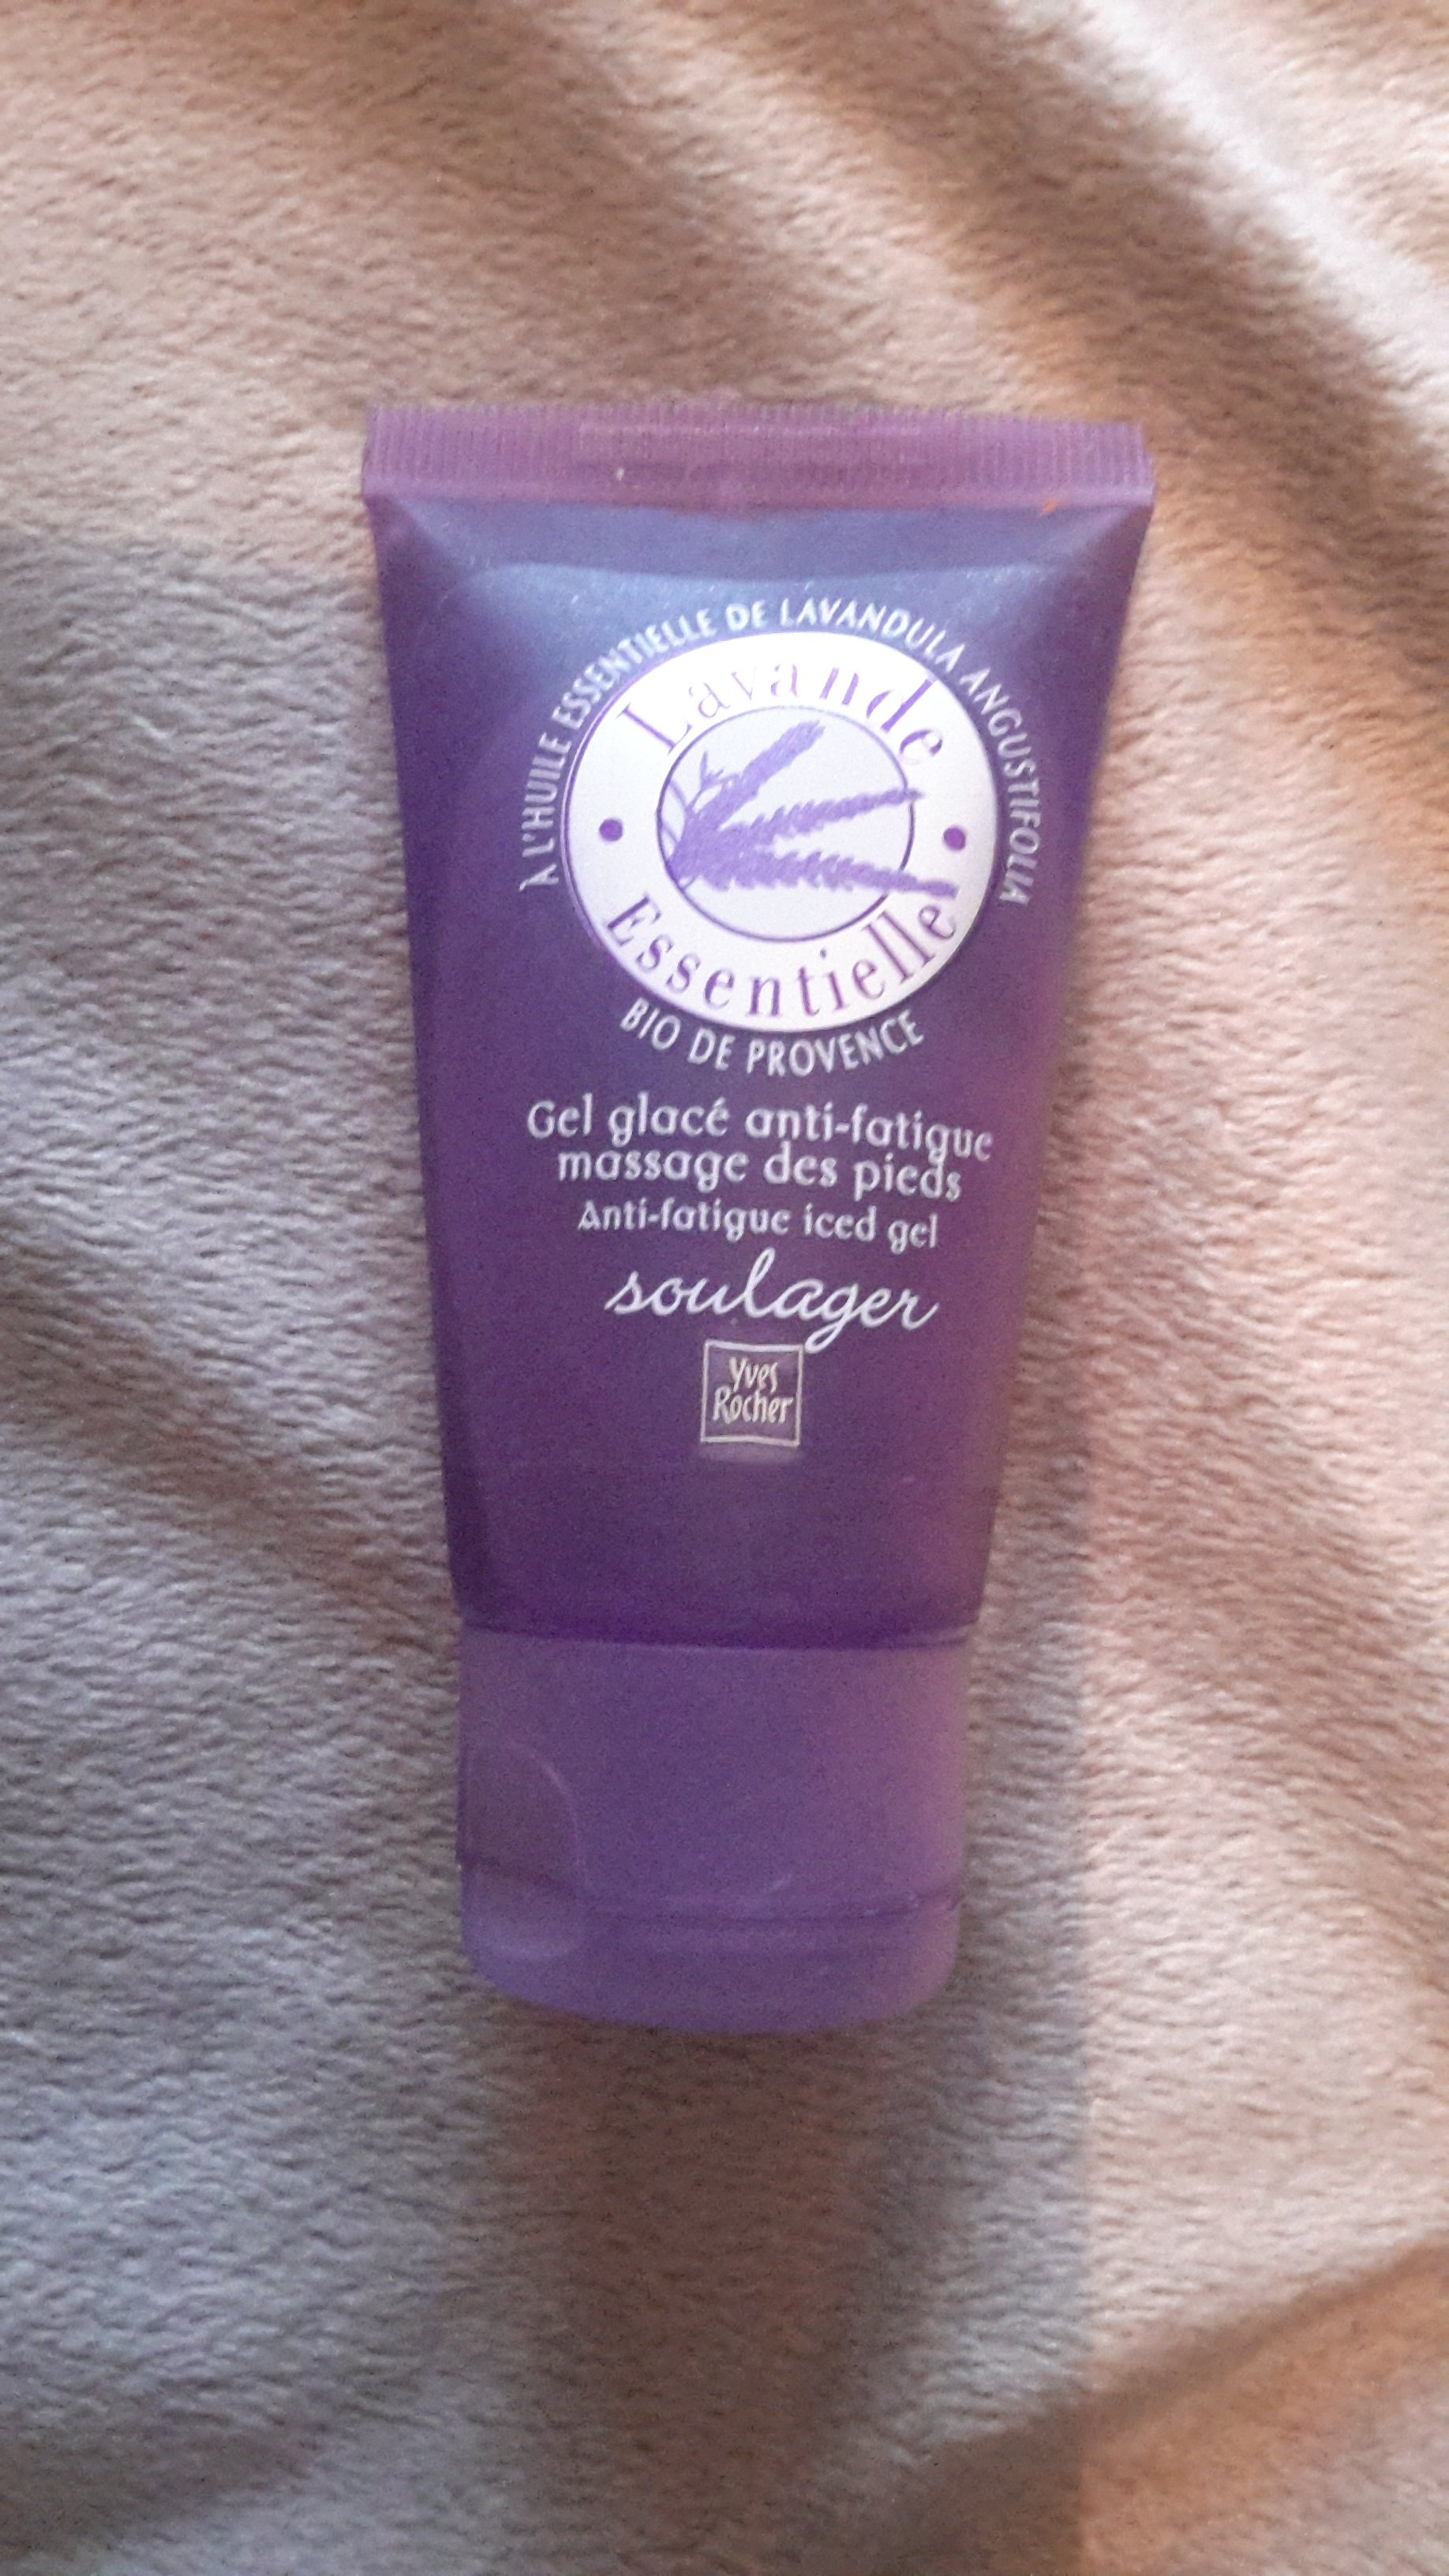 À L'HUILE ESSENTIELLE DE LAVANDULA ANGUSTIFOLIA
Lavande
Essentielle
BIO DE PROVENCE
Gel glacé anti-fatigue
massage des pieds
Anti-fatigue iced gel
soulager
Yves
Rocher